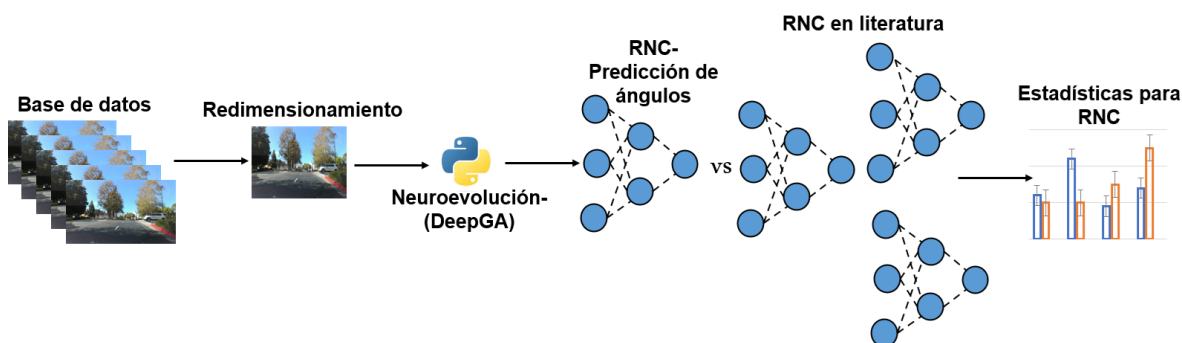 Base de datos
Redimensionamiento
Neuroevolución-
(DeepGA)
RNC-
Predicción de
ángulos
vs
RNC en literatura
Estadísticas para
RNC